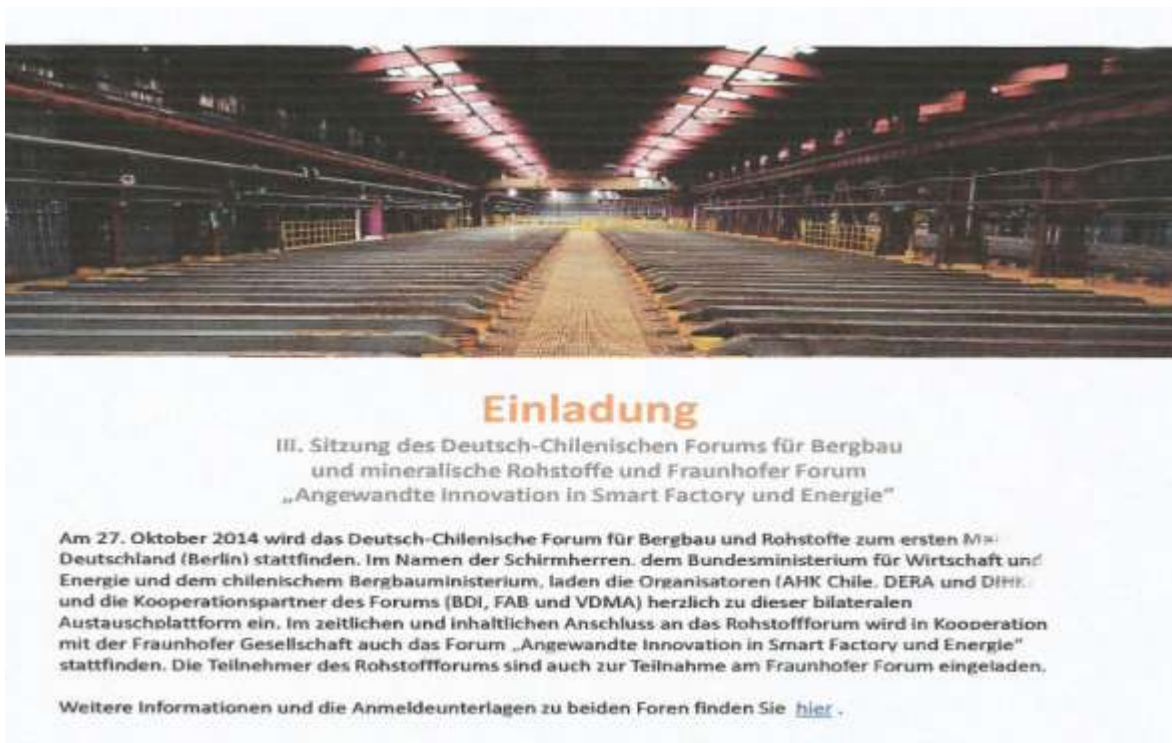 Einladung
III. Sitzung des Deutsch-Chilenischen Forums für Bergbau
und mineralische Rohstoffe und Fraunhofer Forum
„Angewandte Innovation in Smart Factory und Energie“
Am 27. Oktober 2014 wird das Deutsch-Chilenische Forum für Bergbau und Rohstoffe zum ersten
Deutschland (Berlin) stattfinden. Im Namen der Schirmherren, dem Bundesministerium für Wirtschaft und
Energie und dem chilenischem Bergbauministerium, laden die Organisatoren (AHK Chile, DERA und
und die Kooperationspartner des Forums (BDI, FAB und VDMA) herzlich zu dieser bilateralen
Austauschplattform ein. Im zeitlichen und inhaltlichen Anschluss an das Rohstoffforum wird in Kooperation
mit der Fraunhofer Gesellschaft auch das Forum „Angewandte Innovation in Smart Factory und Energie“
stattfinden. Die Teilnehmer des Rohstoffforums sind auch zur Teilnahme am Fraunhofer Forum eingeladen.
Weitere Informationen und die Anmeldeunterlagen zu beiden Foren finden Sie hier .